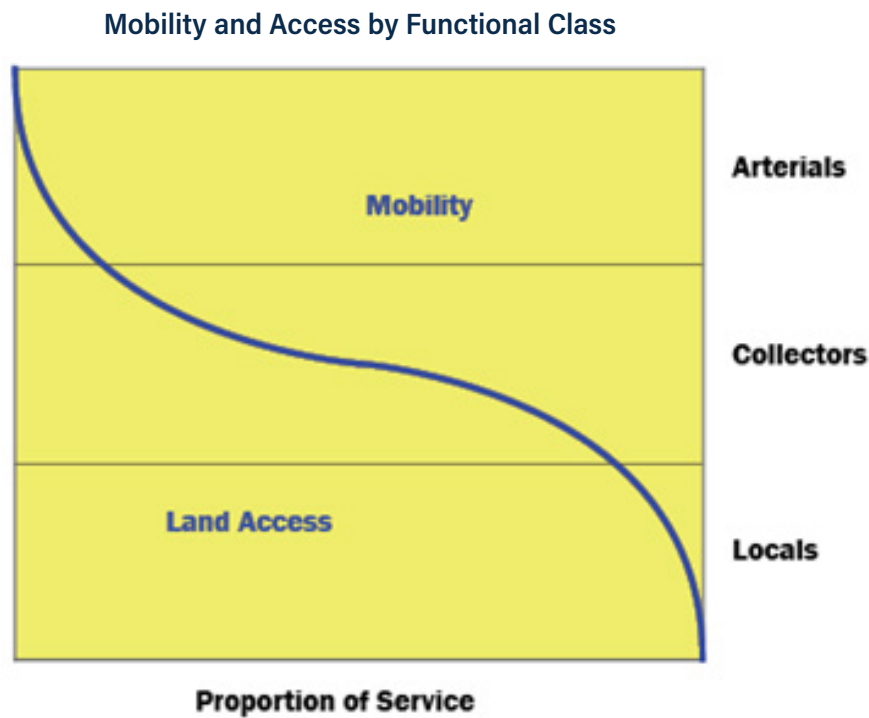 Mobility and Access by Functional Class
Arterials
Mobility
Collectors
Land Access
Locals
Proportion of Service